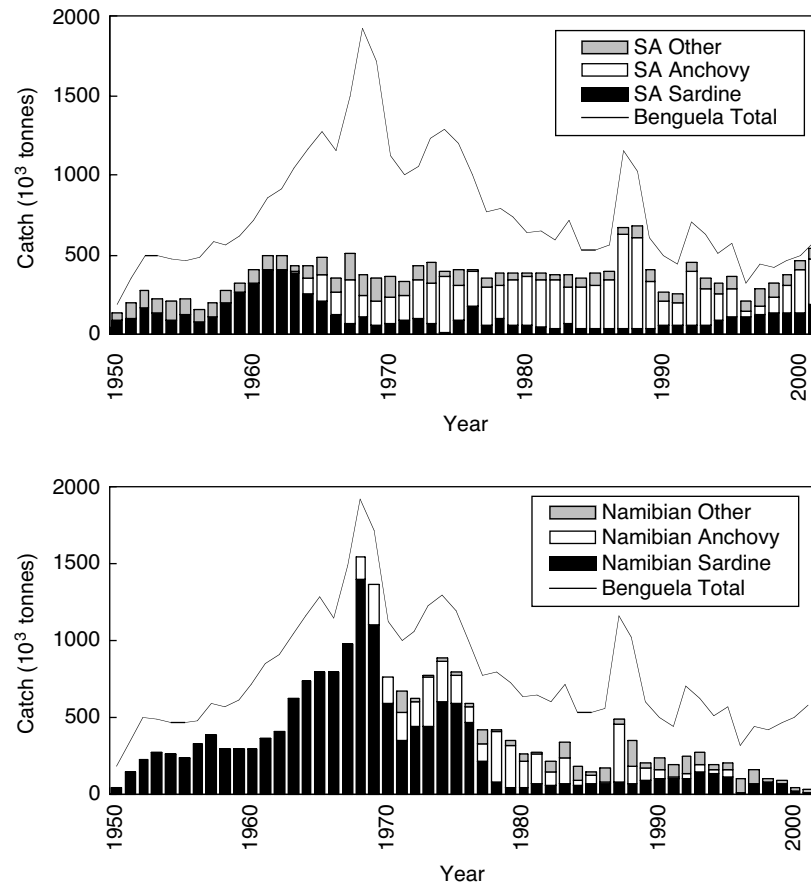 2000
1500
1000
500
0
Catch (10³ tonnes)
SA Other
SA Anchovy
SA Sardine
Benguela Total
1950
1960
1970
1980
1990
2000
Year
2000
1500
1000
500
0
Catch (10³ tonnes)
Namibian Other
Namibian Anchovy
Namibian Sardine
Benguela Total
1950
1960
1970
1980
1990
2000
Year